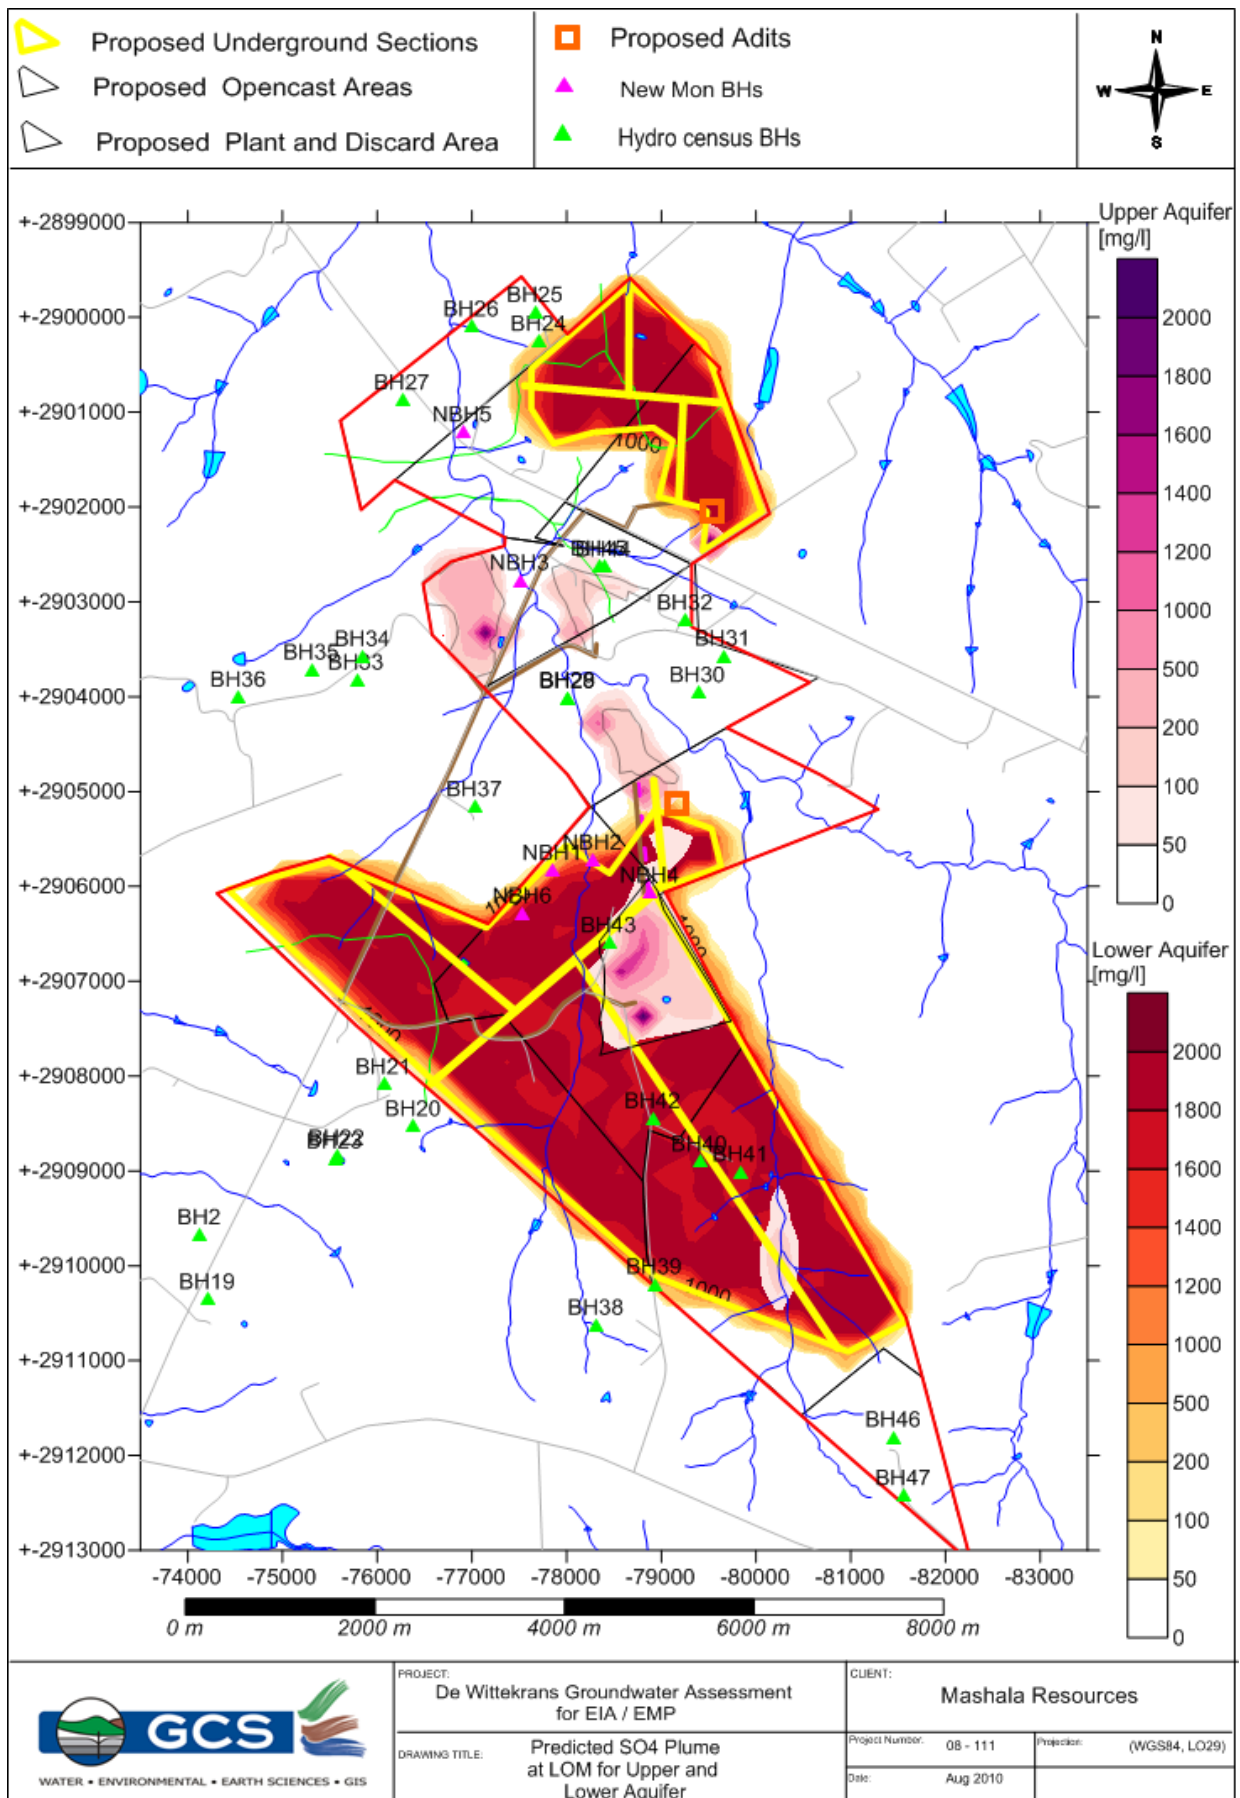 Proposed Underground Sections
Proposed Opencast Areas
Proposed Plant and Discard Area
Proposed Adits
New Mon BHs
Hydro census BHs
N
W E
S
Upper Aquifer
[mg/l]
2000
1800
1600
1400
1200
1000
500
200
100
50
0
Lower Aquifer
[mg/l]
2000
1800
1600
1400
1200
1000
500
200
100
50
0
+-2899000
+-2900000
+-2901000
+-2902000
+-2903000
+-2904000
+-2905000
+-2906000
+-2907000
+-2908000
+-2909000
+-2910000
+-2911000
+-2912000
+-2913000
BH25
BH26
BH24
BH27
NBH5
1000
NBH3
BH32
BH31
BH34
BH35
BH33
BH36
BH30
BH37
NBH2
NBH1
NBH4
NBH6
BH43
1000
BH21
BH20
BH42
BH40
BH41
BH2
BH19
BH39
1000
BH38
BH46
BH47
-74000 -75000 -76000 -77000 -78000 -79000 -80000 -81000 -82000 -83000
0 m 2000 m 4000 m 6000 m 8000 m
GCS
WATER • ENVIRONMENTAL • EARTH SCIENCES • GIS
PROJECT:
De Wittekrans Groundwater Assessment
for EIA / EMP
DRAWING TITLE:
Predicted SO4 Plume
at LOM for Upper and
Lower Aquifer
CLIENT:
Mashala Resources
Project Number: 08 - 111
Projection: (WGS84, LO29)
Date: Aug 2010